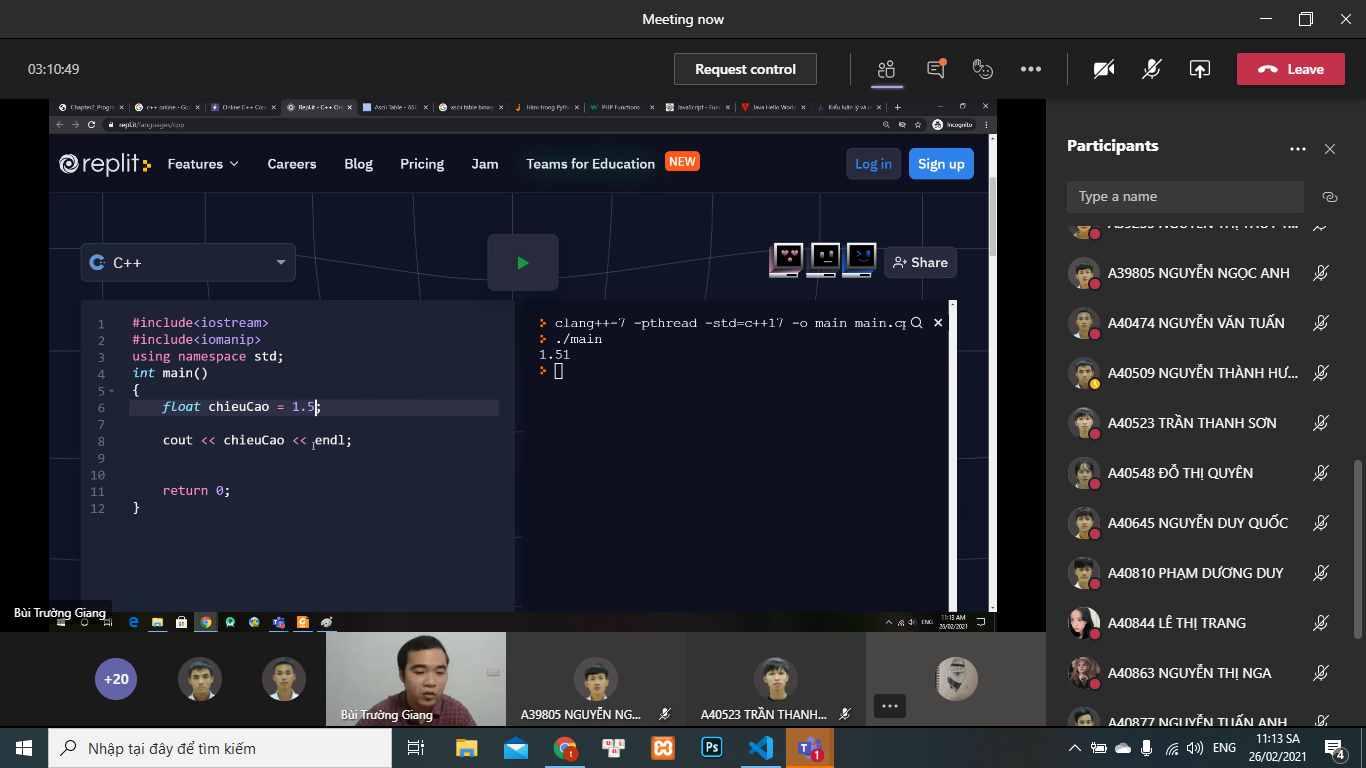 Meeting now
03:10:49
Request control
Leave
Chapter2_Progr
c++ online - Go
Online C++ Com
Repl.it - C++ On
Ascii Table - ASC
ascii table binary
Hàm trong Pyth
PHP Functions
JavaScript - Func
Java Hello World
Kiểu luận lý và c
repl.it/languages/cpp
Incognito
replit
Features
Careers
Blog
Pricing
Jam
Teams for Education
NEW
Log in
Sign up
C++
Share
1 #include<iostream>
2 #include<iomanip>
3 using namespace std;
4 int main()
5 {
6 float chieuCao = 1.5;
7
8 cout << chieuCao << endl;
9
10
11 return 0;
12 }
clang++-7 -pthread -std=c++17 -o main main.cp
./main
1.51
Bùi Trường Giang
ENG
11:13 AM
26/02/2021
Participants
Type a name
A39805 NGUYỄN NGỌC ANH
A40474 NGUYỄN VĂN TUẤN
A40509 NGUYỄN THÀNH HƯ...
A40523 TRẦN THANH SƠN
A40548 ĐỖ THỊ QUYÊN
A40645 NGUYỄN DUY QUỐC
A40810 PHẠM DƯƠNG DUY
A40844 LÊ THỊ TRANG
A40863 NGUYỄN THỊ NGA
A40877 NGUYỄN TUẤN ANH
+20
Bùi Trường Giang
A39805 NGUYỄN NG...
A40523 TRẦN THANH...
Nhập tại đây để tìm kiếm
Ps
1
ENG
11:13 SA
26/02/2021
4